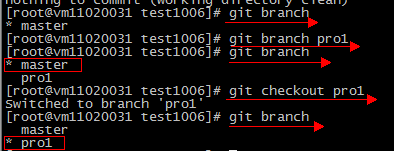 nothing to commit (working directory clean)
[root@vm11020031 test1006]# git branch
* master
[root@vm11020031 test1006]# git branch pro1
[root@vm11020031 test1006]# git branch
* master
pro1
[root@vm11020031 test1006]# git checkout pro1
Switched to branch 'pro1'
[root@vm11020031 test1006]# git branch
master
* pro1